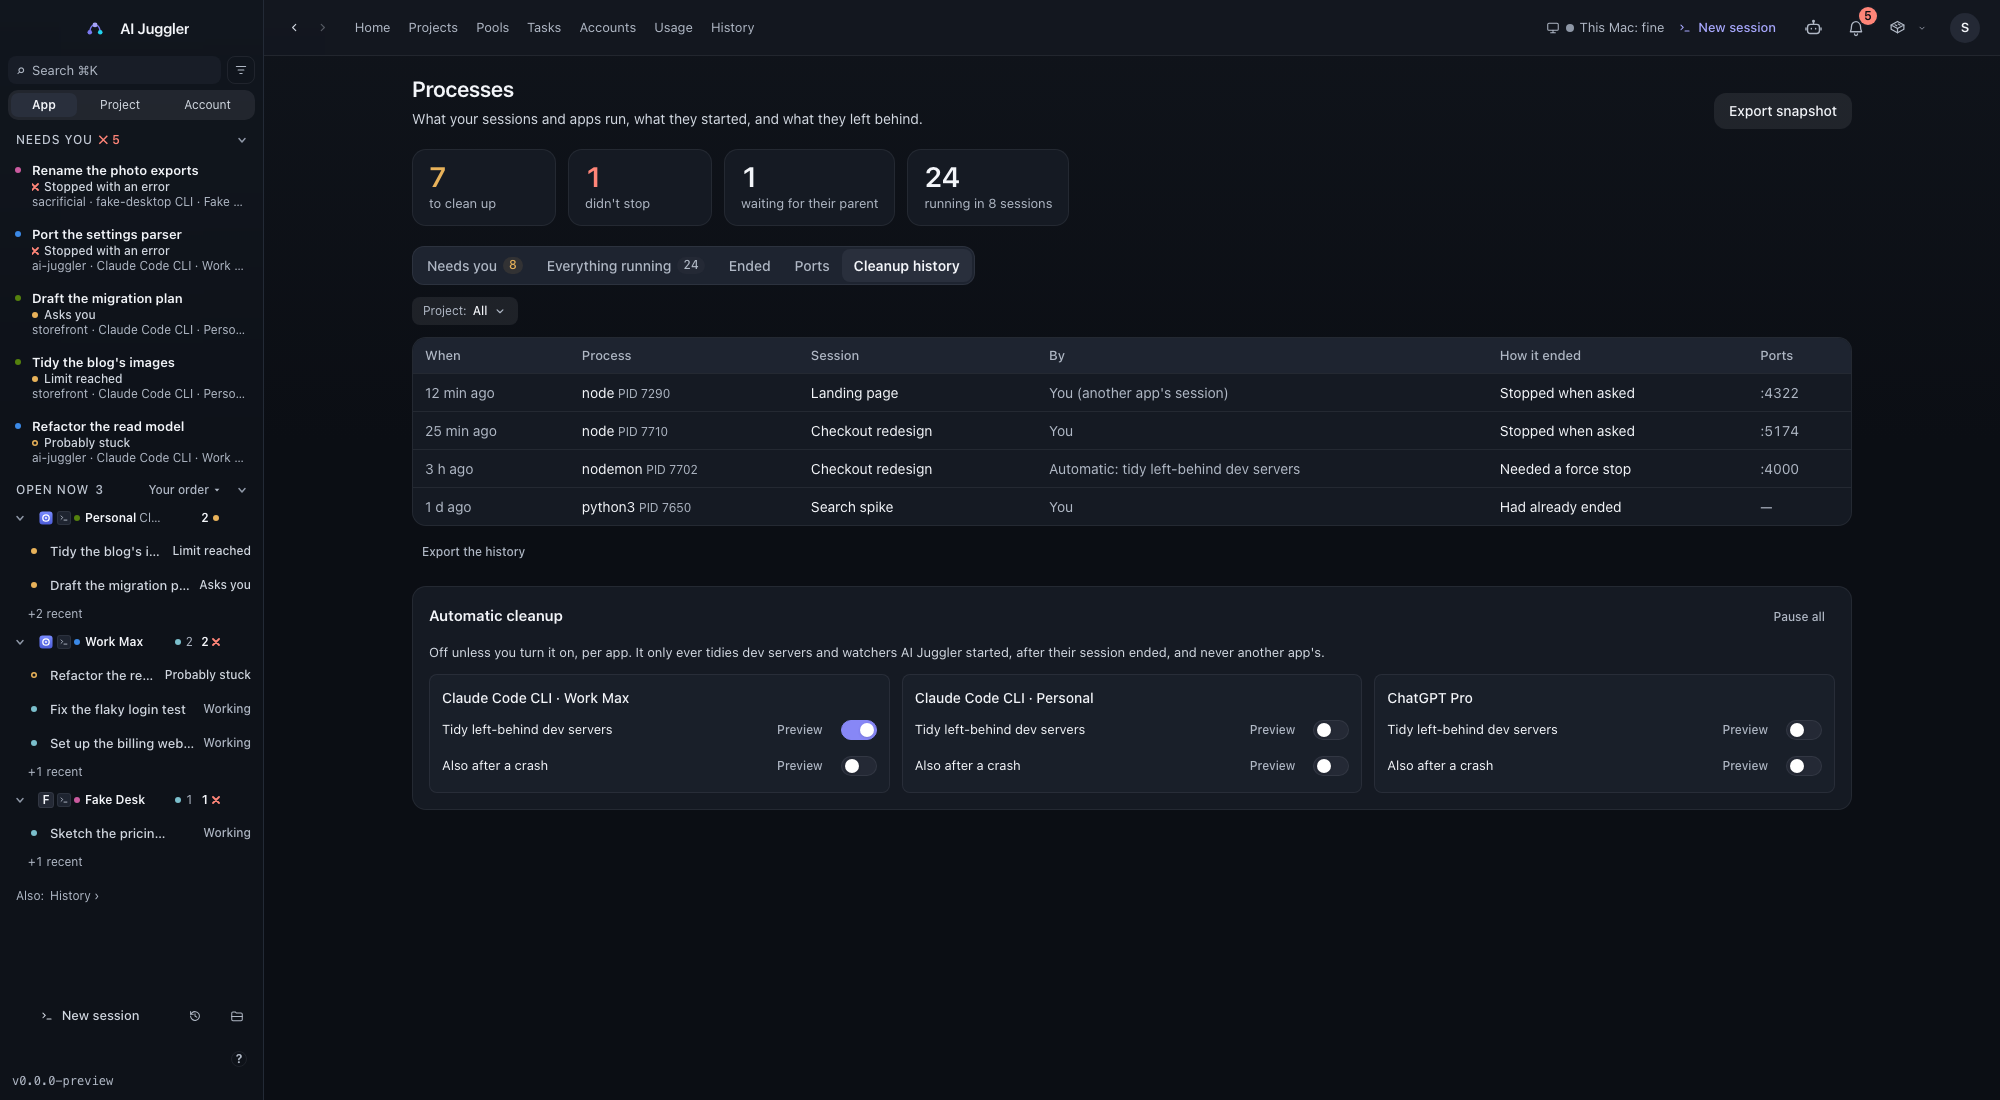 AI Juggler
Search ⌘K
App Project Account
NEEDS YOU 5
Rename the photo exports
Stopped with an error
sacrificial · fake-desktop CLI · Fake ...
Port the settings parser
Stopped with an error
ai-juggler · Claude Code CLI · Work ...
Draft the migration plan
Asks you
storefront · Claude Code CLI · Perso...
Tidy the blog's images
Limit reached
storefront · Claude Code CLI · Perso...
Refactor the read model
Probably stuck
ai-juggler · Claude Code CLI · Work ...
OPEN NOW 3 Your order
Personal Cl... 2
Tidy the blog's i... Limit reached
Draft the migration p... Asks you
+2 recent
Work Max 2 2
Refactor the re... Probably stuck
Fix the flaky login test Working
Set up the billing web... Working
+1 recent
F Fake Desk 1 1
Sketch the pricin... Working
+1 recent
Also: History ›
New session
?
v0.0.0-preview
Home Projects Pools Tasks Accounts Usage History
This Mac: fine New session 5 S
Processes
What your sessions and apps run, what they started, and what they left behind.
Export snapshot
7 to clean up
1 didn't stop
1 waiting for their parent
24 running in 8 sessions
Needs you 8 Everything running 24 Ended Ports Cleanup history
Project: All
When Process Session By How it ended Ports
12 min ago node PID 7290 Landing page You (another app's session) Stopped when asked :4322
25 min ago node PID 7710 Checkout redesign You Stopped when asked :5174
3 h ago nodemon PID 7702 Checkout redesign Automatic: tidy left-behind dev servers Needed a force stop :4000
1 d ago python3 PID 7650 Search spike You Had already ended —
Export the history
Automatic cleanup Pause all
Off unless you turn it on, per app. It only ever tidies dev servers and watchers AI Juggler started, after their session ended, and never another app's.
Claude Code CLI · Work Max
Tidy left-behind dev servers Preview
Also after a crash Preview
Claude Code CLI · Personal
Tidy left-behind dev servers Preview
Also after a crash Preview
ChatGPT Pro
Tidy left-behind dev servers Preview
Also after a crash Preview